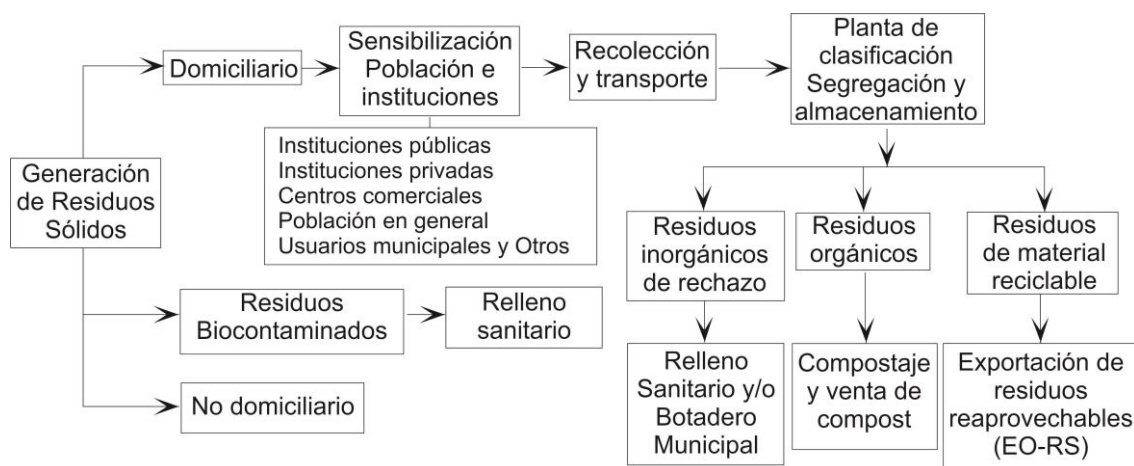 Generación
de Residuos
Sólidos
Domiciliario
Sensibilización
Población e
instituciones
Recolección
y transporte
Planta de
clasificación
Segregación y
almacenamiento
Instituciones públicas
Instituciones privadas
Centros comerciales
Población en general
Usuarios municipales y Otros
Residuos
inorgánicos
de rechazo
Residuos
orgánicos
Residuos
de material
reciclable
Relleno
Sanitario y/o
Botadero
Municipal
Compostaje
y venta de
compost
Exportación de
residuos
reaprovechables
(EO-RS)
Residuos
Biocontaminados
Relleno
sanitario
No domiciliario